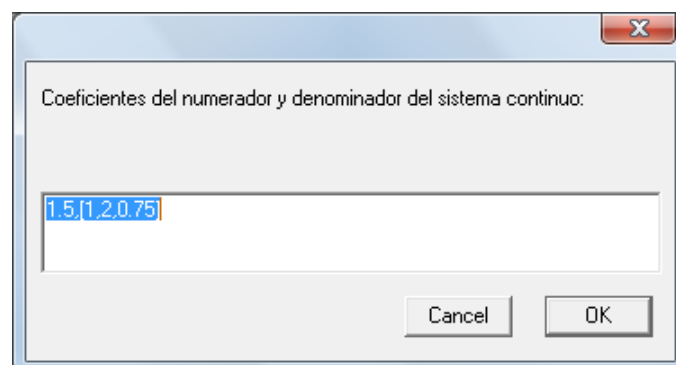 Coeficientes del numerador y denominador del sistema continuo:
1.5,[1,2,0.75]
Cancel
OK